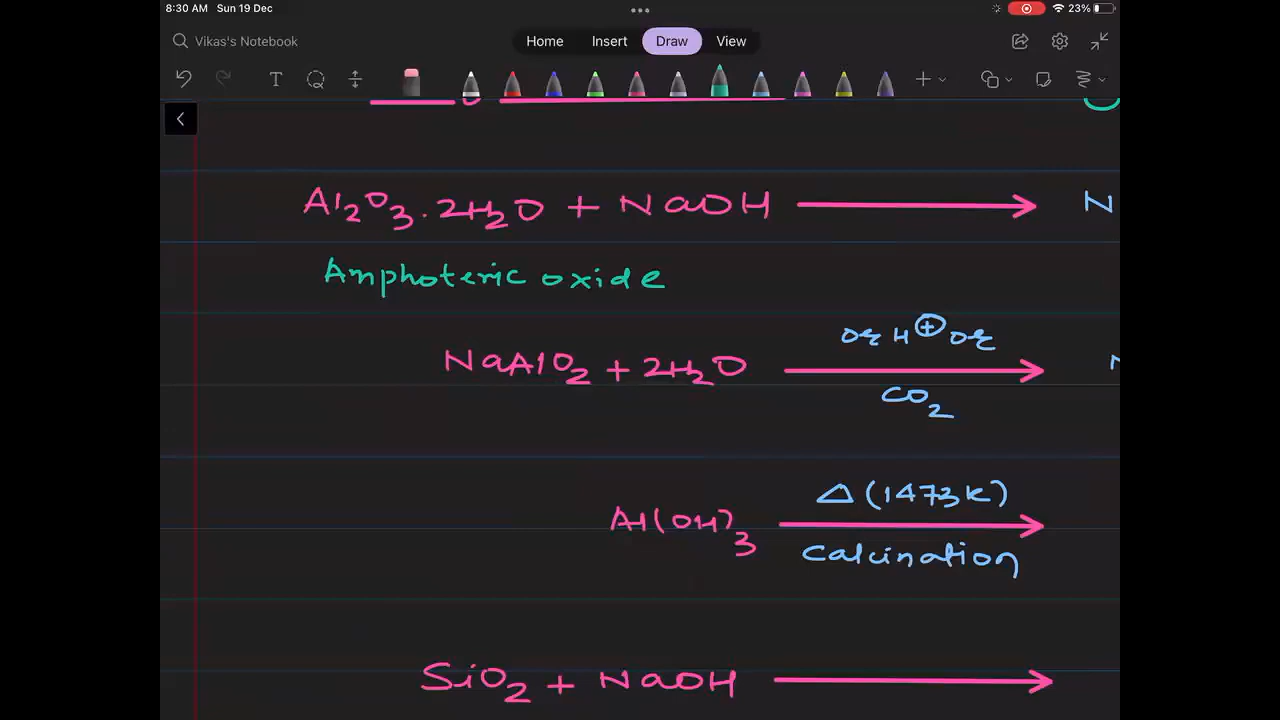 8:30 AM Sun 19 Dec
23%
Vikas's Notebook
Home Insert Draw View
Al₂O₃.2H₂O + NaOH ⟶ N
Amphoteric oxide
or H⊕ or
NaAlO₂ + 2H₂O ⟶ N
CO₂
Δ(1473K)
Al(OH)₃ ⟶
calcination
SiO₂ + NaOH ⟶